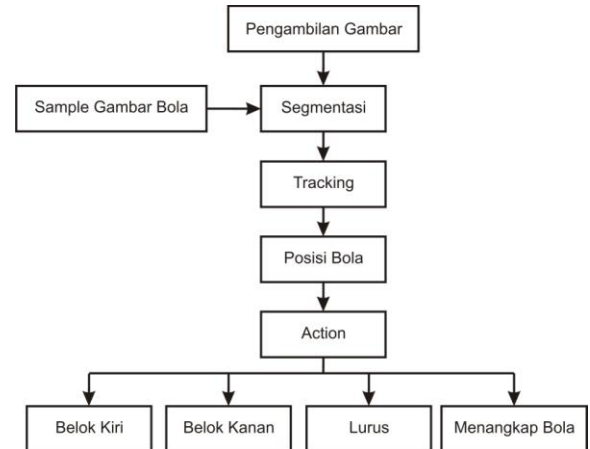 Pengambilan Gambar
Sample Gambar Bola
Segmentasi
Tracking
Posisi Bola
Action
Belok Kiri
Belok Kanan
Lurus
Menangkap Bola